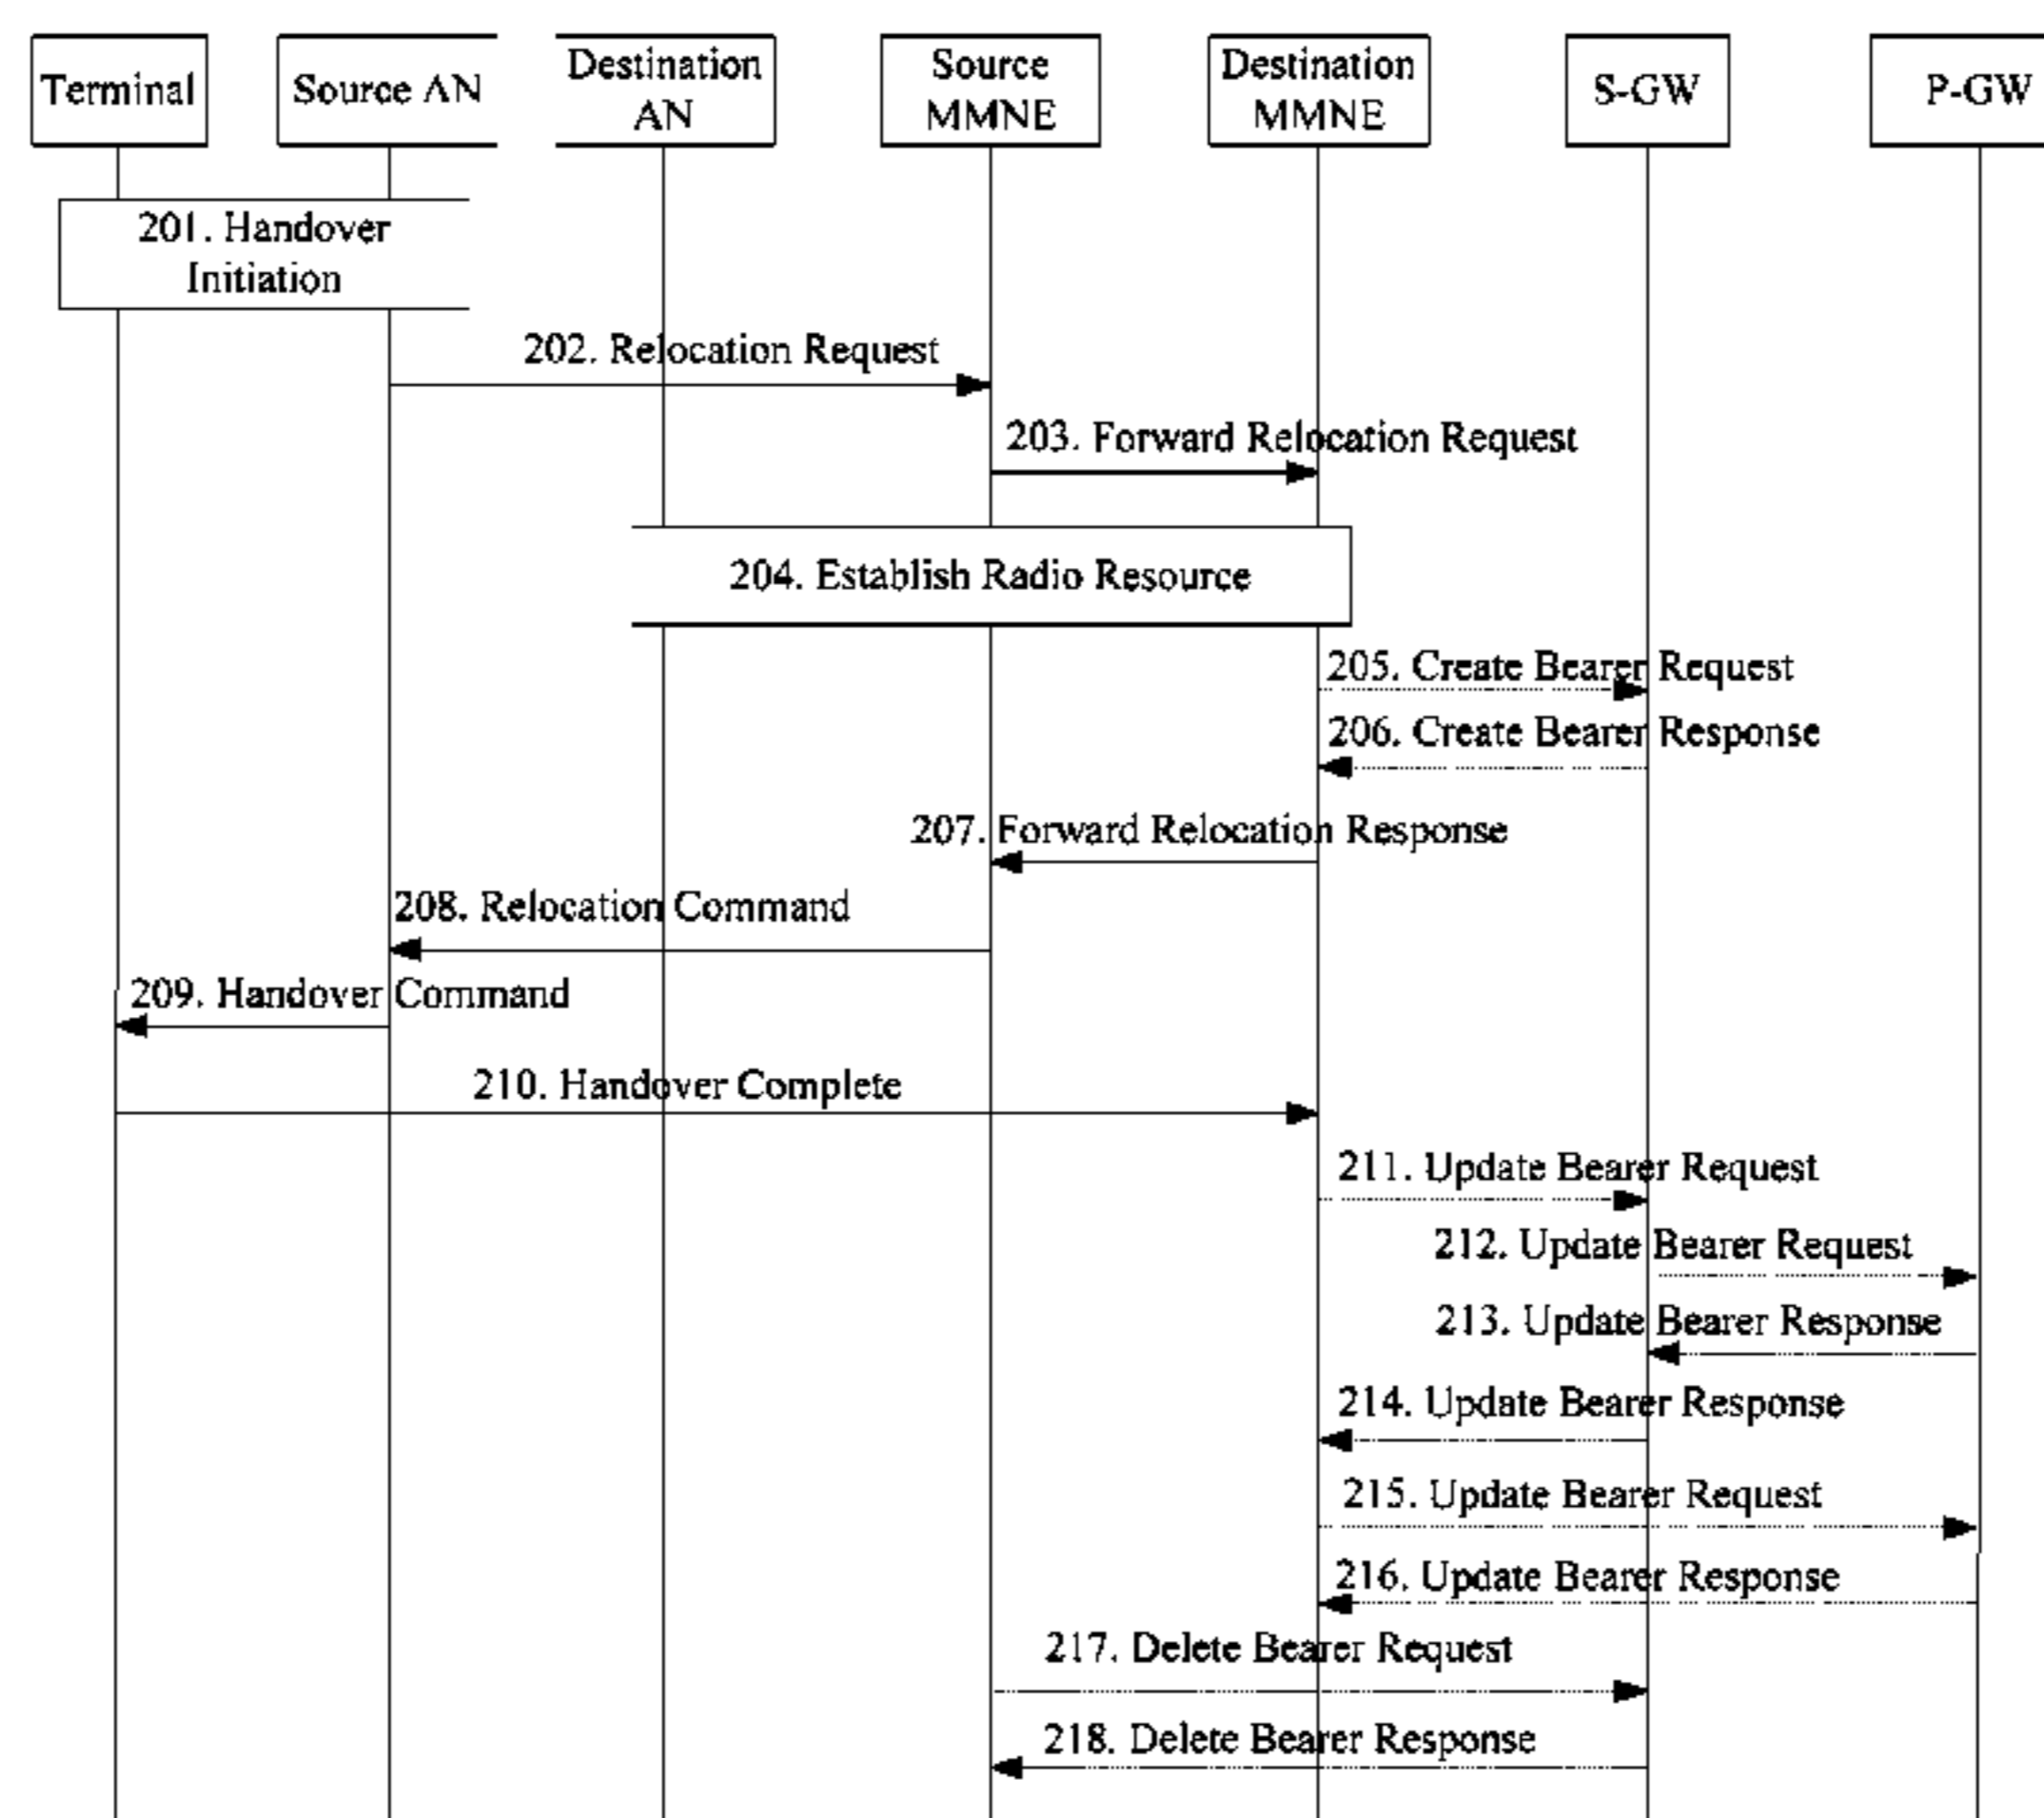 Terminal
Source AN
Destination
AN
Source
MMNE
Destination
MMNE
S-GW
P-GW
201. Handover
Initiation
202. Relocation Request
203. Forward Relocation Request
204. Establish Radio Resource
205. Create Bearer Request
206. Create Bearer Response
207. Forward Relocation Response
208. Relocation Command
209. Handover Command
210. Handover Complete
211. Update Bearer Request
212. Update Bearer Request
213. Update Bearer Response
214. Update Bearer Response
215. Update Bearer Request
216. Update Bearer Response
217. Delete Bearer Request
218. Delete Bearer Response